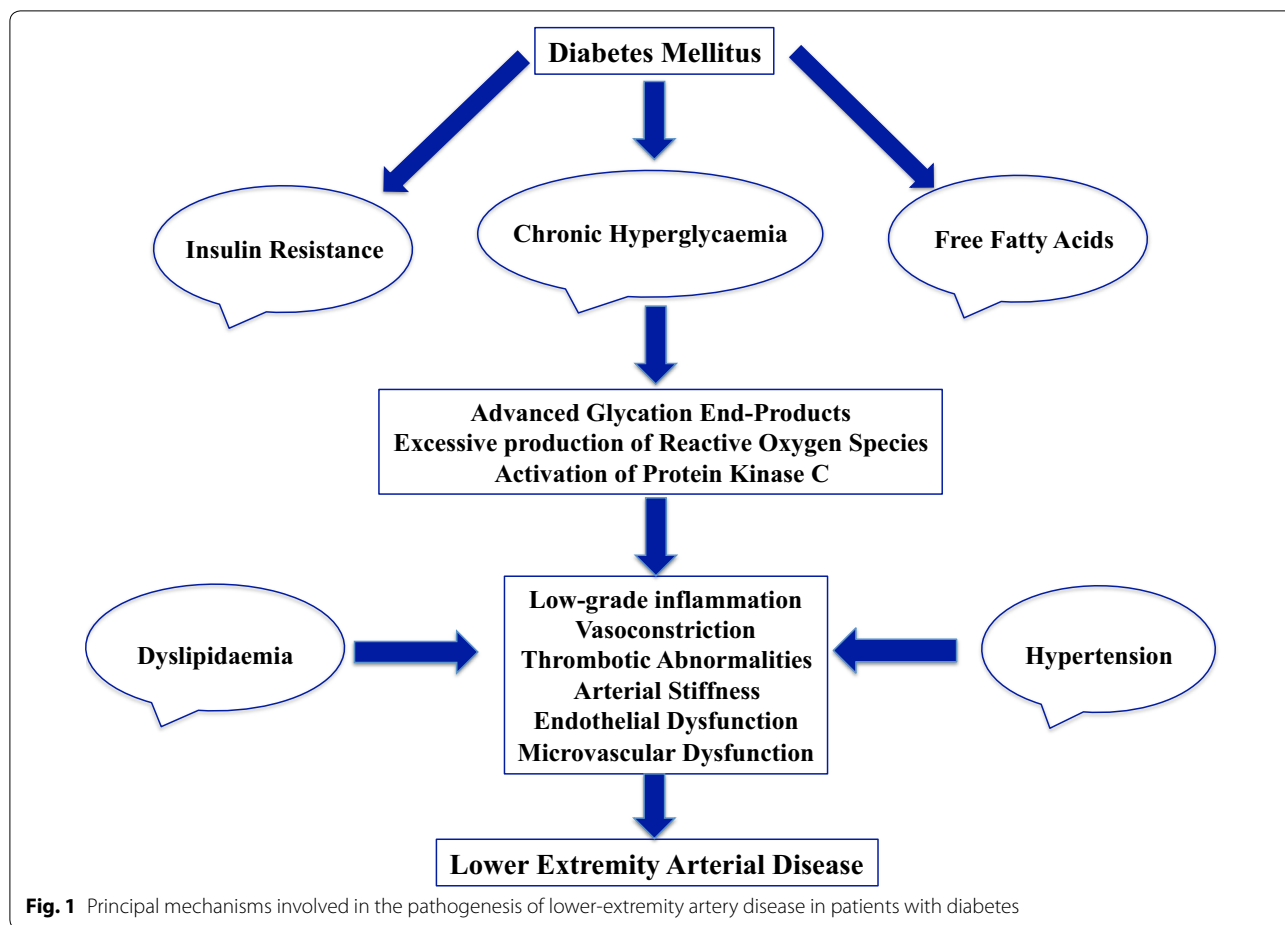 Diabetes Mellitus
Insulin Resistance
Chronic Hyperglycaemia
Free Fatty Acids
Advanced Glycation End-Products
Excessive production of Reactive Oxygen Species
Activation of Protein Kinase C
Dyslipidaemia
Low-grade inflammation
Vasoconstriction
Thrombotic Abnormalities
Arterial Stiffness
Endothelial Dysfunction
Microvascular Dysfunction
Hypertension
Lower Extremity Arterial Disease
Fig. 1 Principal mechanisms involved in the pathogenesis of lower-extremity artery disease in patients with diabetes